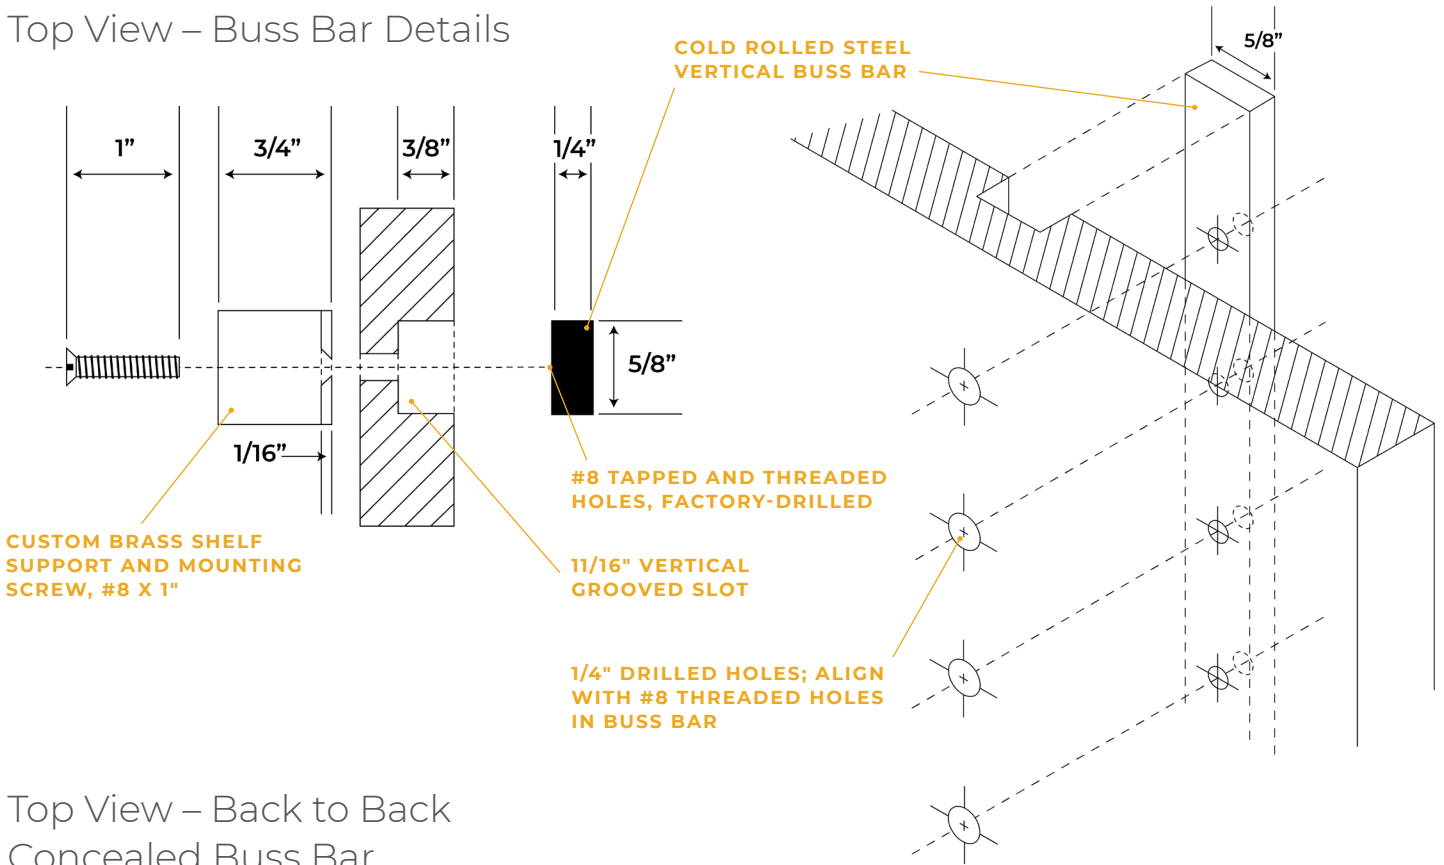 Top View – Buss Bar Details
COLD ROLLED STEEL
VERTICAL BUSS BAR
5/8”
1”
3/4”
3/8”
1/4”
5/8”
1/16”
#8 TAPPED AND THREADED
HOLES, FACTORY-DRILLED
CUSTOM BRASS SHELF
SUPPORT AND MOUNTING
SCREW, #8 X 1"
11/16" VERTICAL
GROOVED SLOT
1/4" DRILLED HOLES; ALIGN
WITH #8 THREADED HOLES
IN BUSS BAR
Top View – Back to Back
Concealed Buss Bar